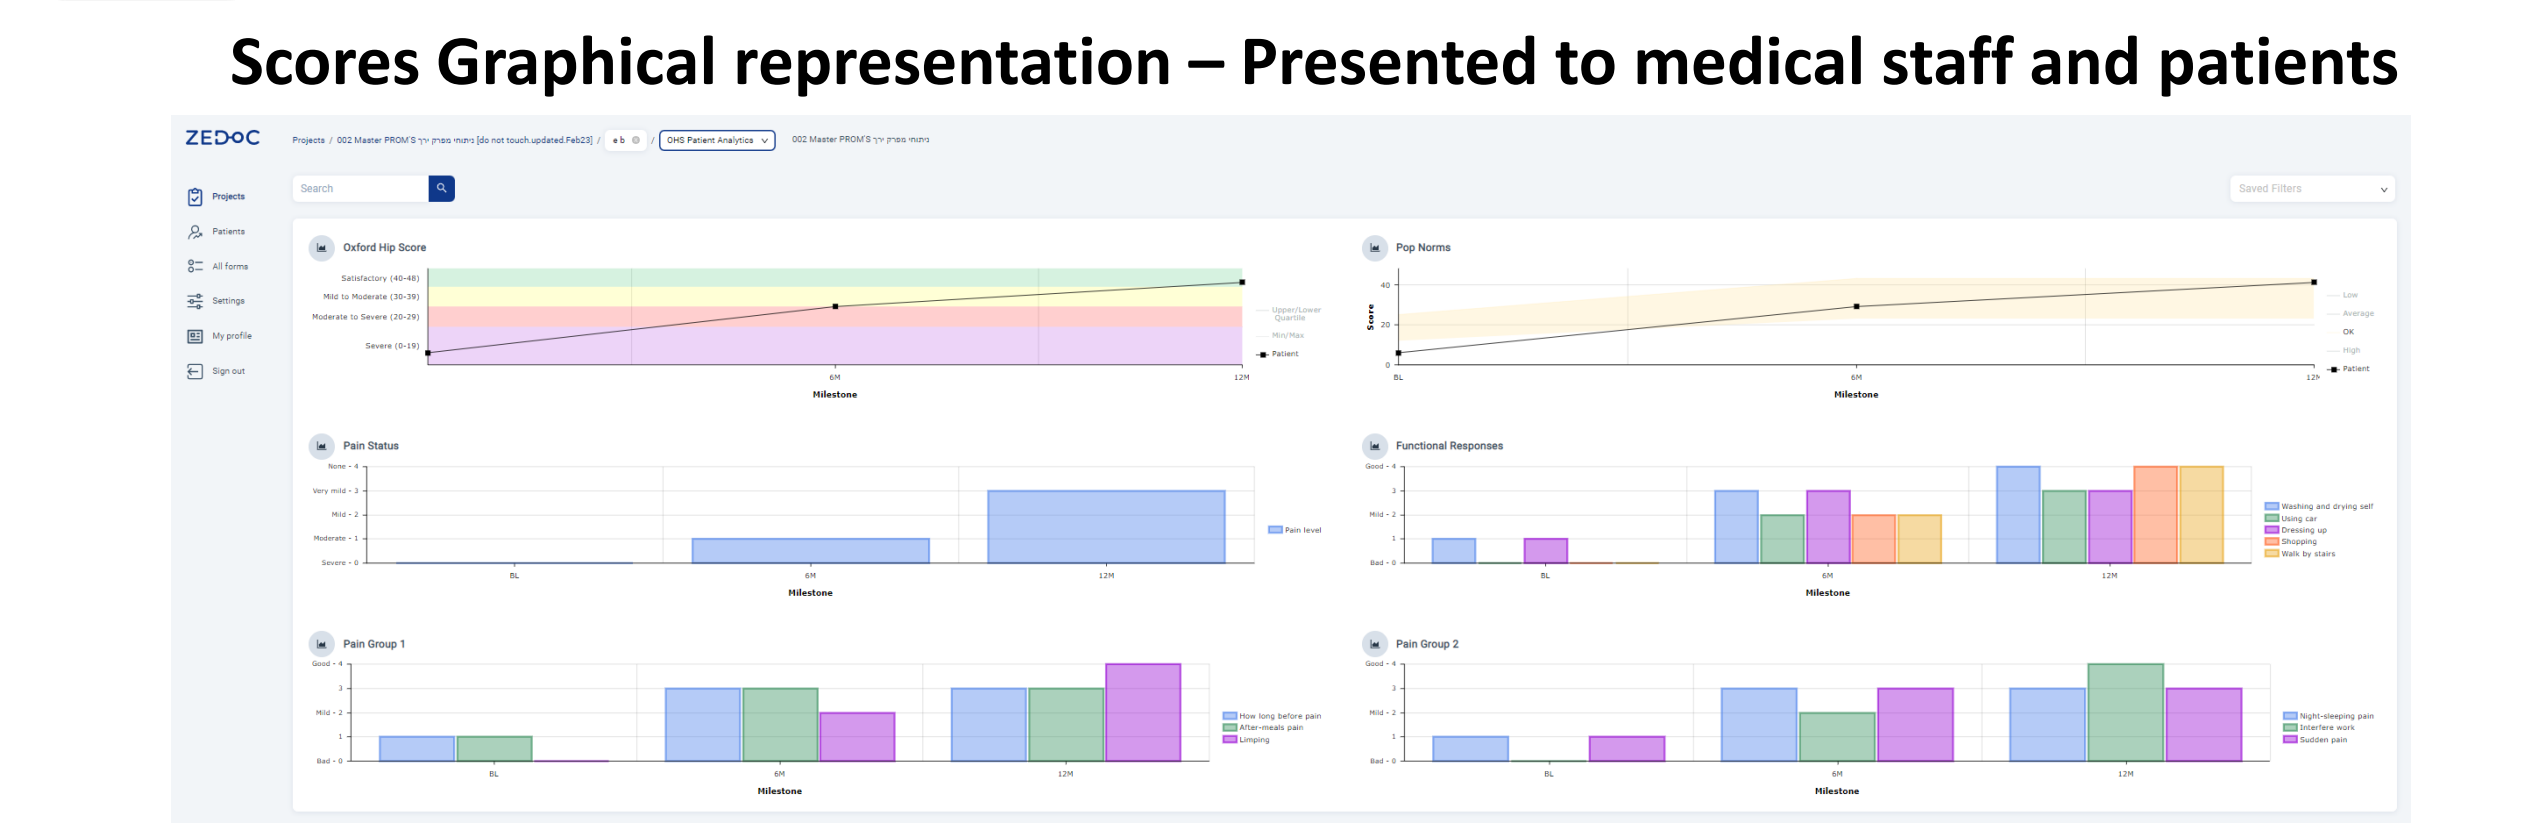 Scores Graphical representation – Presented to medical staff and patients
ZEDOC
Projects / 002 Master PROM'S ניתוחי מפרק ירך [do not touch.updated.Feb23] / e b / OHS Patient Analytics
002 Master PROM'S ניתוחי מפרק ירך
Projects
Patients
All forms
Settings
My profile
Sign out
Search
Saved Filters
Oxford Hip Score
Satisfactory (40-48)
Mild to Moderate (30-39)
Moderate to Severe (20-29)
Severe (0-19)
6M
12M
Milestone
Upper/Lower
Quartile
Min/Max
Patient
Pop Norms
Score
40
20
0
BL
6M
12M
Milestone
Low
Average
OK
High
Patient
Pain Status
None - 4
Very mild - 3
Mild - 2
Moderate - 1
Severe - 0
BL
6M
12M
Milestone
Pain level
Functional Responses
Good - 4
3
Mild - 2
1
Bad - 0
BL
6M
12M
Milestone
Washing and drying self
Using car
Dressing up
Shopping
Walk by stairs
Pain Group 1
Good - 4
3
Mild - 2
1
Bad - 0
BL
6M
12M
Milestone
How long before pain
After-meals pain
Limping
Pain Group 2
Good - 4
3
Mild - 2
1
Bad - 0
BL
6M
12M
Milestone
Night-sleeping pain
Interfere work
Sudden pain